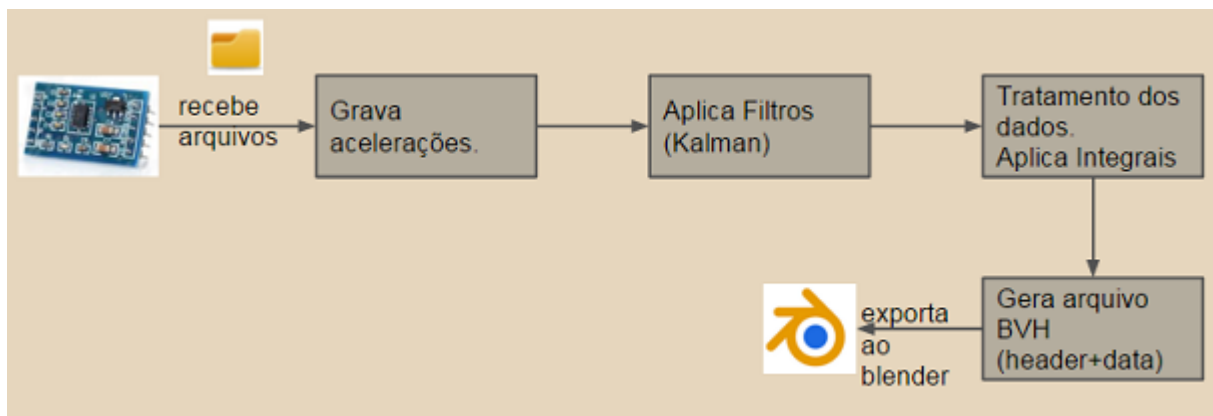 recebe
arquivos
Grava
acelerações.
Aplica Filtros
(Kalman)
Tratamento dos
dados.
Aplica Integrais
Gera arquivo
BVH
(header+data)
exporta
ao
blender